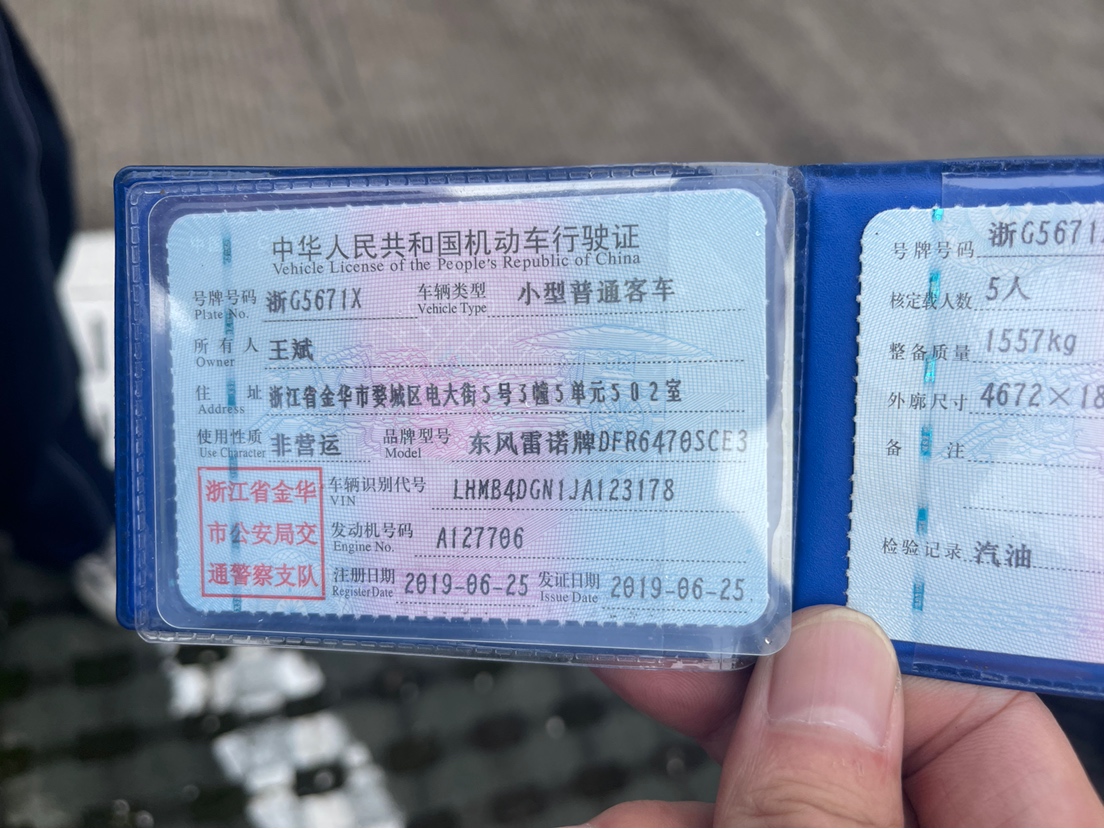 中华人民共和国机动车行驶证
Vehicle License of the People's Republic of China
号牌号码 浙G5671X 车辆类型 小型普通客车
Plate No. Vehicle Type
所有人 王斌
Owner
住址 浙江省金华市婺城区电大街5号3幢5单元502室
Address
使用性质 非营运 品牌型号 东风雷诺牌DFR6470SCE3
Use Character Model
浙江省金华
市公安局交
通警察支队
车辆识别代号 LHMB4DGN1JA123178
VIN
发动机号码 A127706
Engine No.
注册日期 2019-06-25 发证日期 2019-06-25
Register Date Issue Date
号牌号码 浙G5671
核定载人数 5人
整备质量 1557kg
外廓尺寸 4672×18
备注
检验记录 汽油